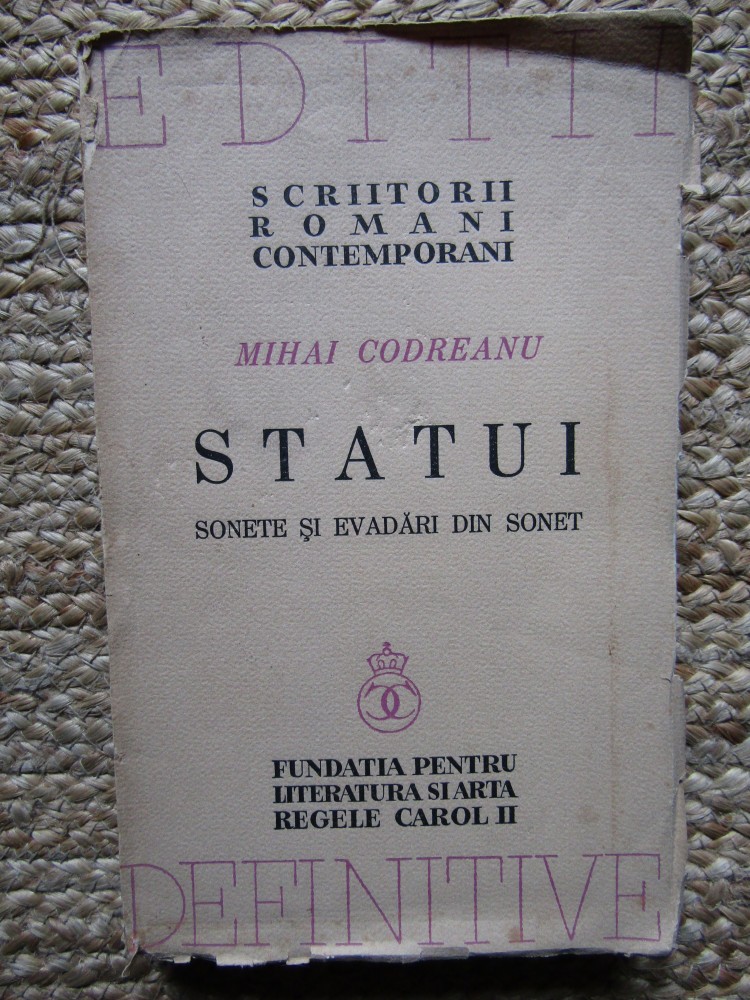 EDITII
SCRIITORII
ROMANI
CONTEMPORANI
MIHAI CODREANU
STATUI
SONETE ŞI EVADĂRI DIN SONET
FUNDATIA PENTRU
LITERATURA SI ARTA
REGELE CAROL II
DEFINITIVE